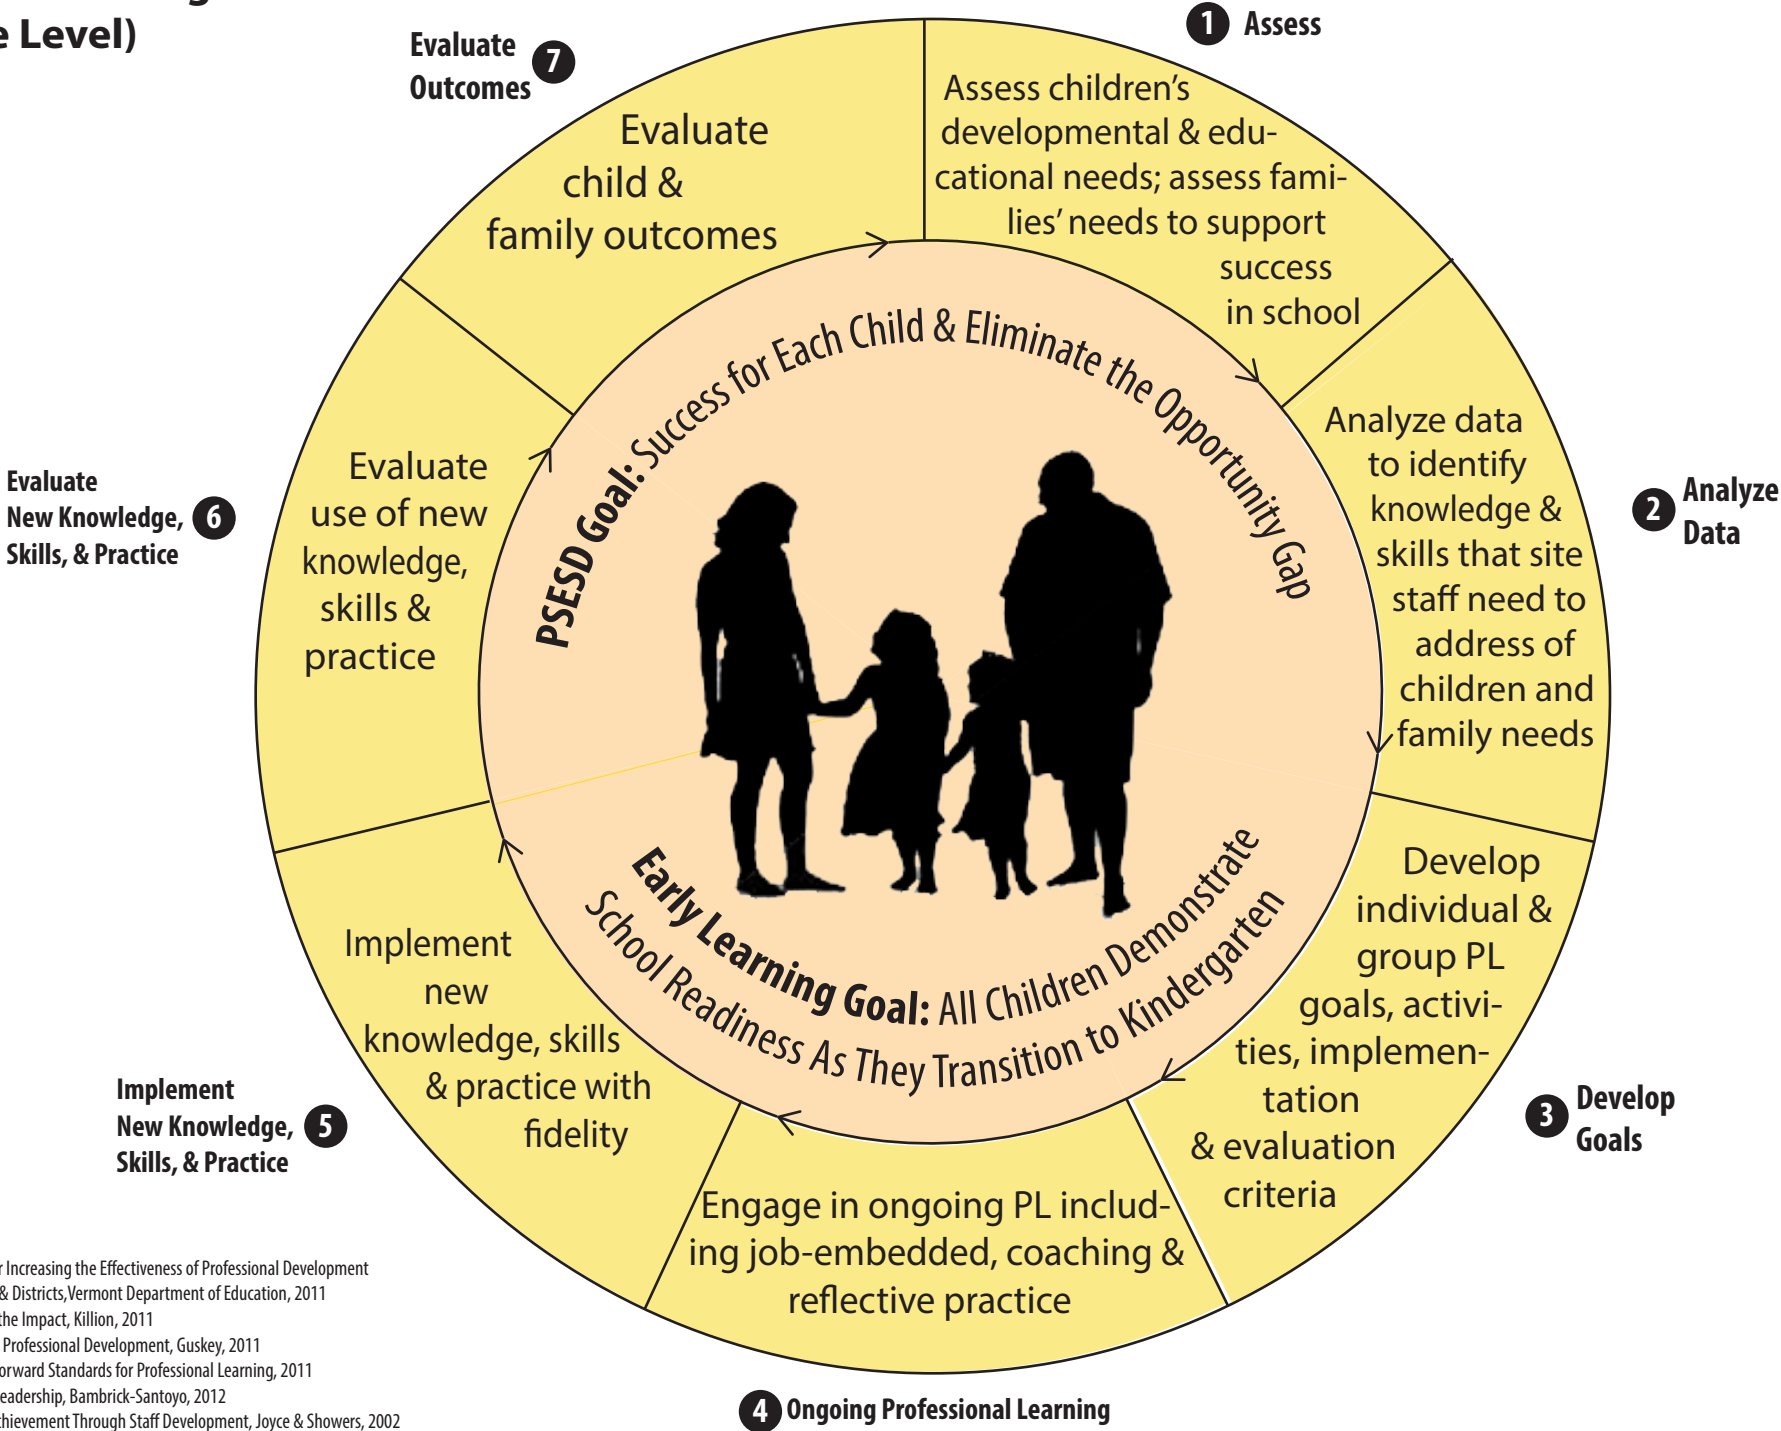 e Level)
1 Assess
Assess children’s
developmental & edu-
cational needs; assess fami-
lies’ needs to support
success
in school
2 Analyze
Data
Analyze data
to identify
knowledge &
skills that site
staff need to
address of
children and
family needs
3 Develop
Goals
Develop
individual &
group PL
goals, activi-
ties, implemen-
tation
& evaluation
criteria
4 Ongoing Professional Learning
Engage in ongoing PL includ-
ing job-embedded, coaching &
reflective practice
Implement
New Knowledge, 5
Skills, & Practice
Implement
new
knowledge, skills
& practice with
fidelity
Evaluate
New Knowledge, 6
Skills, & Practice
Evaluate
use of new
knowledge,
skills &
practice
Evaluate 7
Outcomes
Evaluate
child &
family outcomes
PSESD Goal: Success for Each Child & Eliminate the Opportunity Gap
Early Learning Goal: All Children Demonstrate
School Readiness As They Transition to Kindergarten
r Increasing the Effectiveness of Professional Development
& Districts,Vermont Department of Education, 2011
the Impact, Killion, 2011
Professional Development, Guskey, 2011
orward Standards for Professional Learning, 2011
eadership, Bambrick-Santoyo, 2012
chievement Through Staff Development, Joyce & Showers, 2002